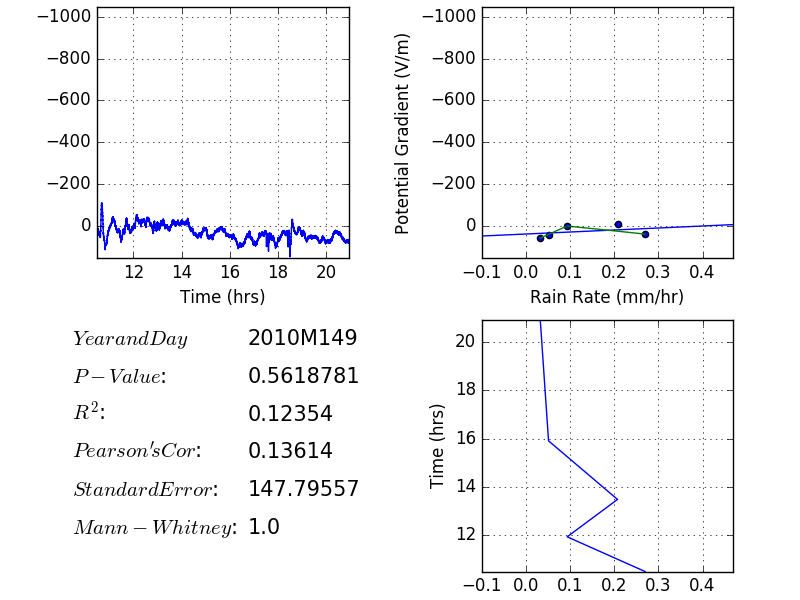 −1000
−800
−600
−400
−200
0
12 14 16 18 20
Time (hrs)
Potential Gradient (V/m)
−1000
−800
−600
−400
−200
0
−0.1 0.0 0.1 0.2 0.3 0.4
Rain Rate (mm/hr)
YearandDay 2010M149
P−Value: 0.5618781
R²: 0.12354
Pearson'sCor: 0.13614
StandardError: 147.79557
Mann−Whitney: 1.0
Time (hrs)
20
18
16
14
12
−0.1 0.0 0.1 0.2 0.3 0.4